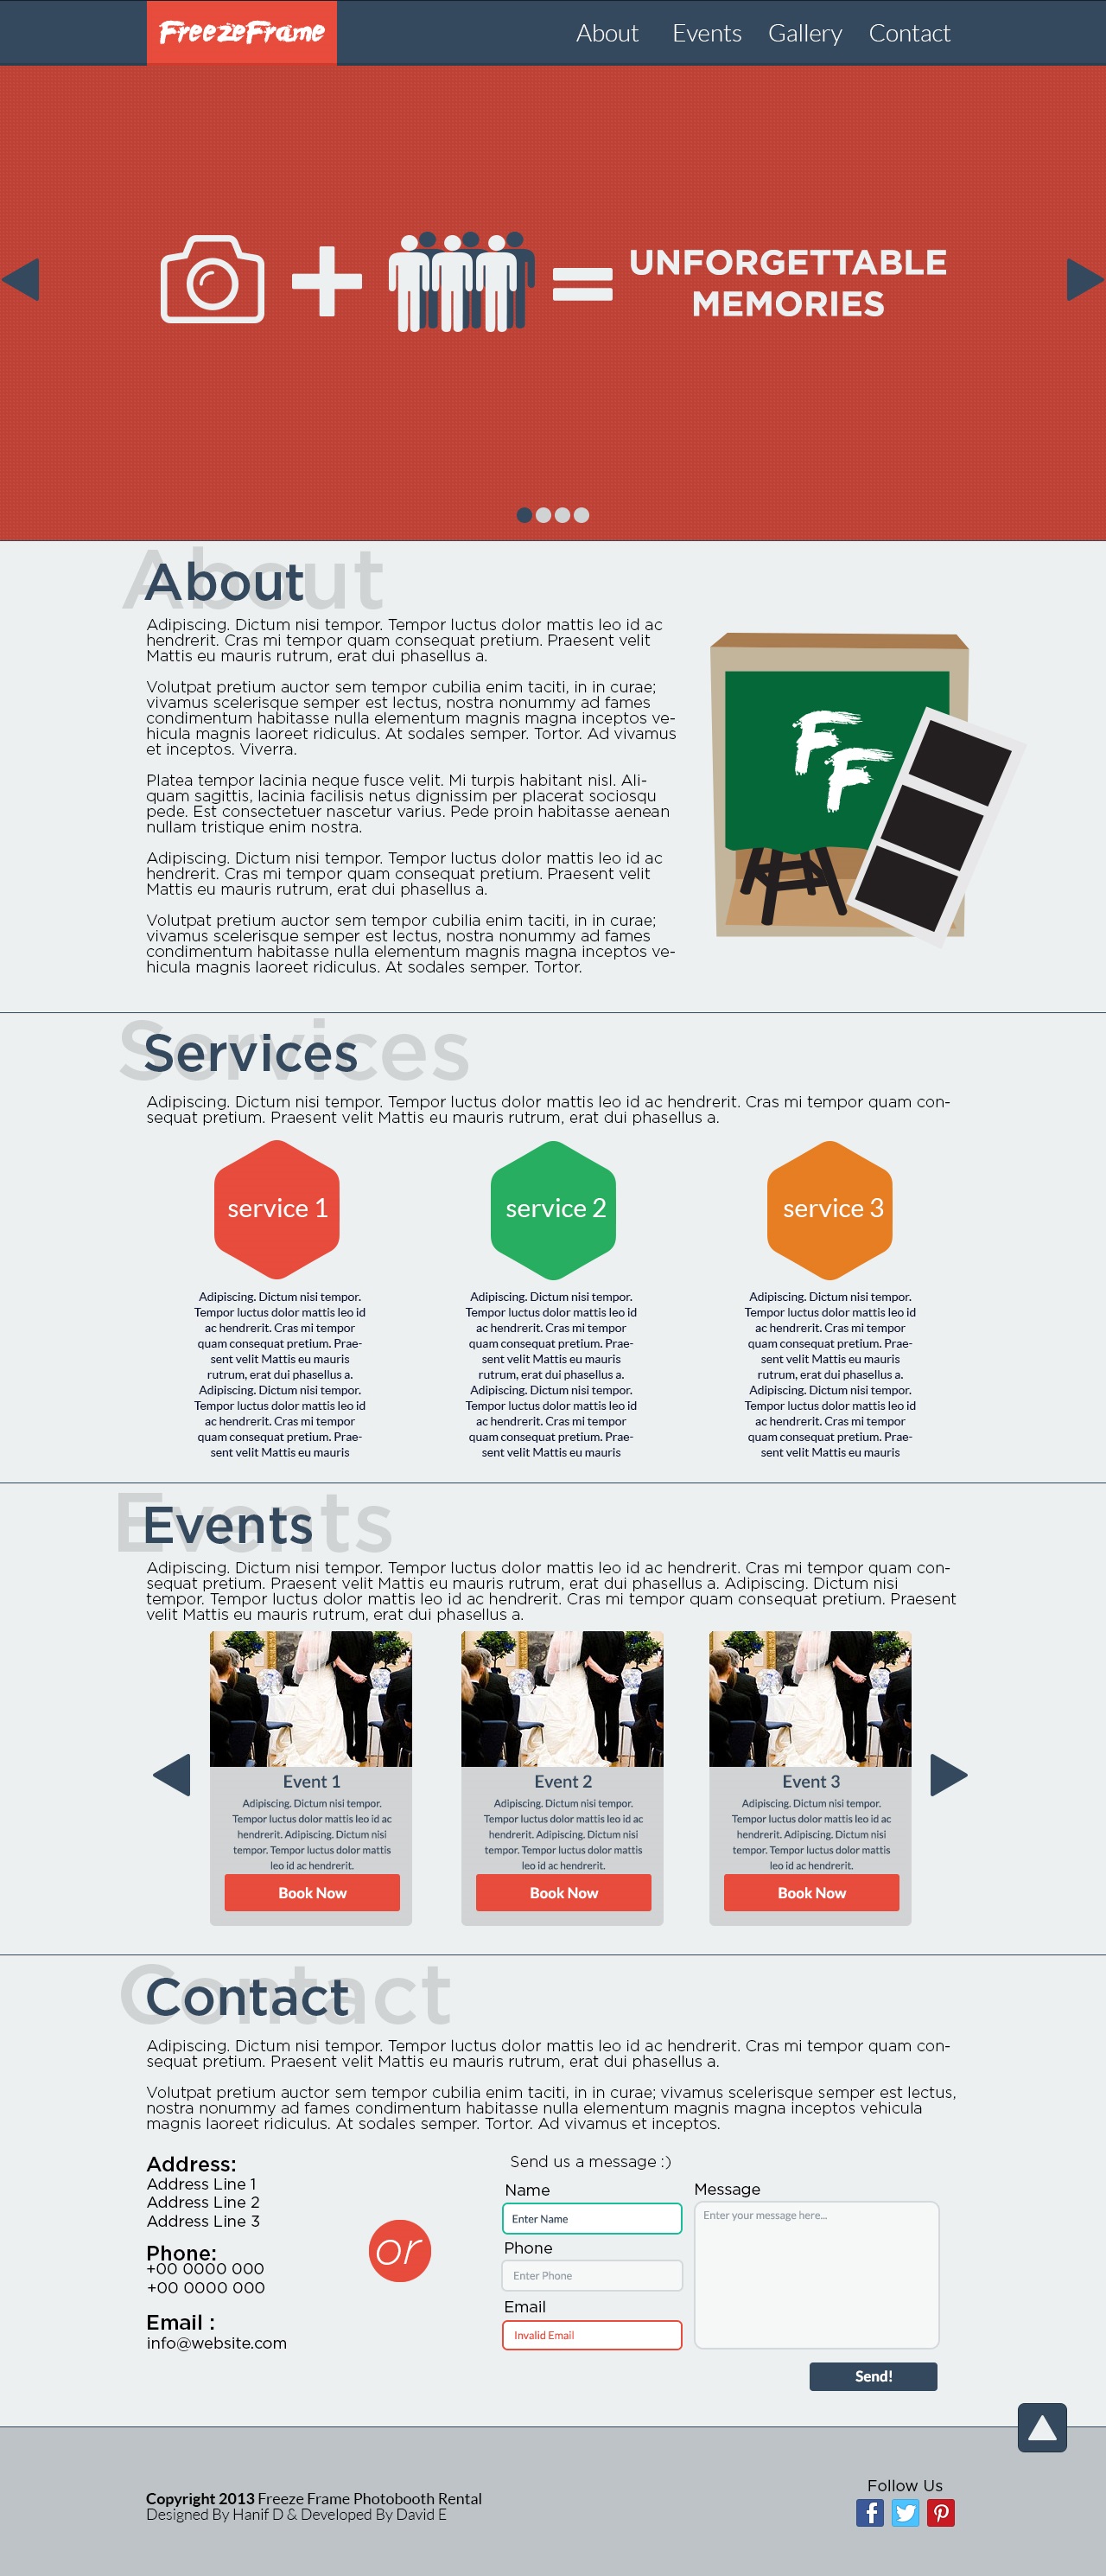 FreezeFrame
About Events Gallery Contact
UNFORGETTABLE
MEMORIES
About
About
Adipiscing. Dictum nisi tempor. Tempor luctus dolor mattis leo id ac
hendrerit. Cras mi tempor quam consequat pretium. Praesent velit
Mattis eu mauris rutrum, erat dui phasellus a.
Volutpat pretium auctor sem tempor cubilia enim taciti, in in curae;
vivamus scelerisque semper est lectus, nostra nonummy ad fames
condimentum habitasse nulla elementum magnis magna inceptos ve-
hicula magnis laoreet ridiculus. At sodales semper. Tortor. Ad vivamus
et inceptos. Viverra.
Platea tempor lacinia neque fusce velit. Mi turpis habitant nisl. Ali-
quam sagittis, lacinia facilisis netus dignissim per placerat sociosqu
pede. Est consectetuer nascetur varius. Pede proin habitasse aenean
nullam tristique enim nostra.
Adipiscing. Dictum nisi tempor. Tempor luctus dolor mattis leo id ac
hendrerit. Cras mi tempor quam consequat pretium. Praesent velit
Mattis eu mauris rutrum, erat dui phasellus a.
Volutpat pretium auctor sem tempor cubilia enim taciti, in in curae;
vivamus scelerisque semper est lectus, nostra nonummy ad fames
condimentum habitasse nulla elementum magnis magna inceptos ve-
hicula magnis laoreet ridiculus. At sodales semper. Tortor.
F
F
Services
Services
Adipiscing. Dictum nisi tempor. Tempor luctus dolor mattis leo id ac hendrerit. Cras mi tempor quam con-
sequat pretium. Praesent velit Mattis eu mauris rutrum, erat dui phasellus a.
service 1
Adipiscing. Dictum nisi tempor.
Tempor luctus dolor mattis leo id
ac hendrerit. Cras mi tempor
quam consequat pretium. Prae-
sent velit Mattis eu mauris
rutrum, erat dui phasellus a.
Adipiscing. Dictum nisi tempor.
Tempor luctus dolor mattis leo id
ac hendrerit. Cras mi tempor
quam consequat pretium. Prae-
sent velit Mattis eu mauris
service 2
Adipiscing. Dictum nisi tempor.
Tempor luctus dolor mattis leo id
ac hendrerit. Cras mi tempor
quam consequat pretium. Prae-
sent velit Mattis eu mauris
rutrum, erat dui phasellus a.
Adipiscing. Dictum nisi tempor.
Tempor luctus dolor mattis leo id
ac hendrerit. Cras mi tempor
quam consequat pretium. Prae-
sent velit Mattis eu mauris
service 3
Adipiscing. Dictum nisi tempor.
Tempor luctus dolor mattis leo id
ac hendrerit. Cras mi tempor
quam consequat pretium. Prae-
sent velit Mattis eu mauris
rutrum, erat dui phasellus a.
Adipiscing. Dictum nisi tempor.
Tempor luctus dolor mattis leo id
ac hendrerit. Cras mi tempor
quam consequat pretium. Prae-
sent velit Mattis eu mauris
Events
Events
Adipiscing. Dictum nisi tempor. Tempor luctus dolor mattis leo id ac hendrerit. Cras mi tempor quam con-
sequat pretium. Praesent velit Mattis eu mauris rutrum, erat dui phasellus a. Adipiscing. Dictum nisi
tempor. Tempor luctus dolor mattis leo id ac hendrerit. Cras mi tempor quam consequat pretium. Praesent
velit Mattis eu mauris rutrum, erat dui phasellus a.
Event 1
Adipiscing. Dictum nisi tempor.
Tempor luctus dolor mattis leo id ac
hendrerit. Adipiscing. Dictum nisi
tempor. Tempor luctus dolor mattis
leo id ac hendrerit.
Book Now
Event 2
Adipiscing. Dictum nisi tempor.
Tempor luctus dolor mattis leo id ac
hendrerit. Adipiscing. Dictum nisi
tempor. Tempor luctus dolor mattis
leo id ac hendrerit.
Book Now
Event 3
Adipiscing. Dictum nisi tempor.
Tempor luctus dolor mattis leo id ac
hendrerit. Adipiscing. Dictum nisi
tempor. Tempor luctus dolor mattis
leo id ac hendrerit.
Book Now
Contact
Contact
Adipiscing. Dictum nisi tempor. Tempor luctus dolor mattis leo id ac hendrerit. Cras mi tempor quam con-
sequat pretium. Praesent velit Mattis eu mauris rutrum, erat dui phasellus a.
Volutpat pretium auctor sem tempor cubilia enim taciti, in in curae; vivamus scelerisque semper est lectus,
nostra nonummy ad fames condimentum habitasse nulla elementum magnis magna inceptos vehicula
magnis laoreet ridiculus. At sodales semper. Tortor. Ad vivamus et inceptos.
Address:
Address Line 1
Address Line 2
Address Line 3
Phone:
+00 0000 000
+00 0000 000
Email :
info@website.com
or
Send us a message :)
Name
Enter Name
Phone
Enter Phone
Email
Invalid Email
Message
Enter your message here...
Send!
Copyright 2013 Freeze Frame Photobooth Rental
Designed By Hanif D & Developed By David E
Follow Us